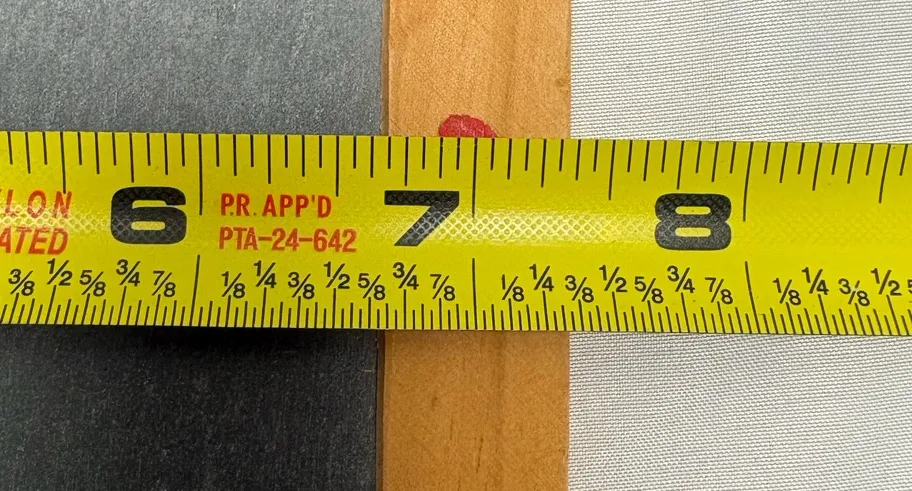 LON
ATED
6
P.R. APP'D
PTA-24-642
7
8
3/8 1/2 5/8 3/4 7/8 1/8 1/4 3/8 1/2 5/8 3/4 7/8 1/8 1/4 3/8 1/2 5/8 3/4 7/8 1/8 1/4 3/8 1/2